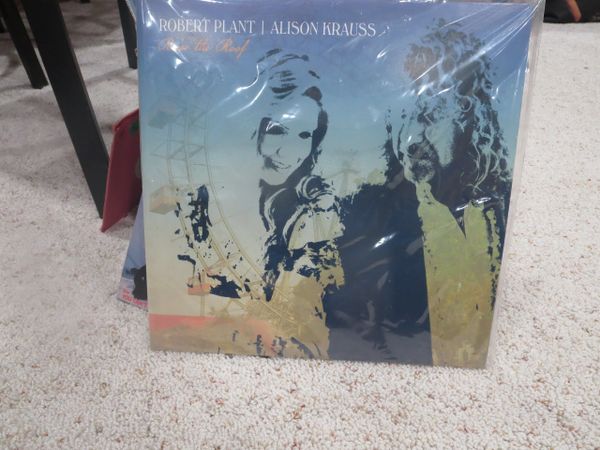 ROBERT PLANT | ALISON KRAUSS
Raise the Roof